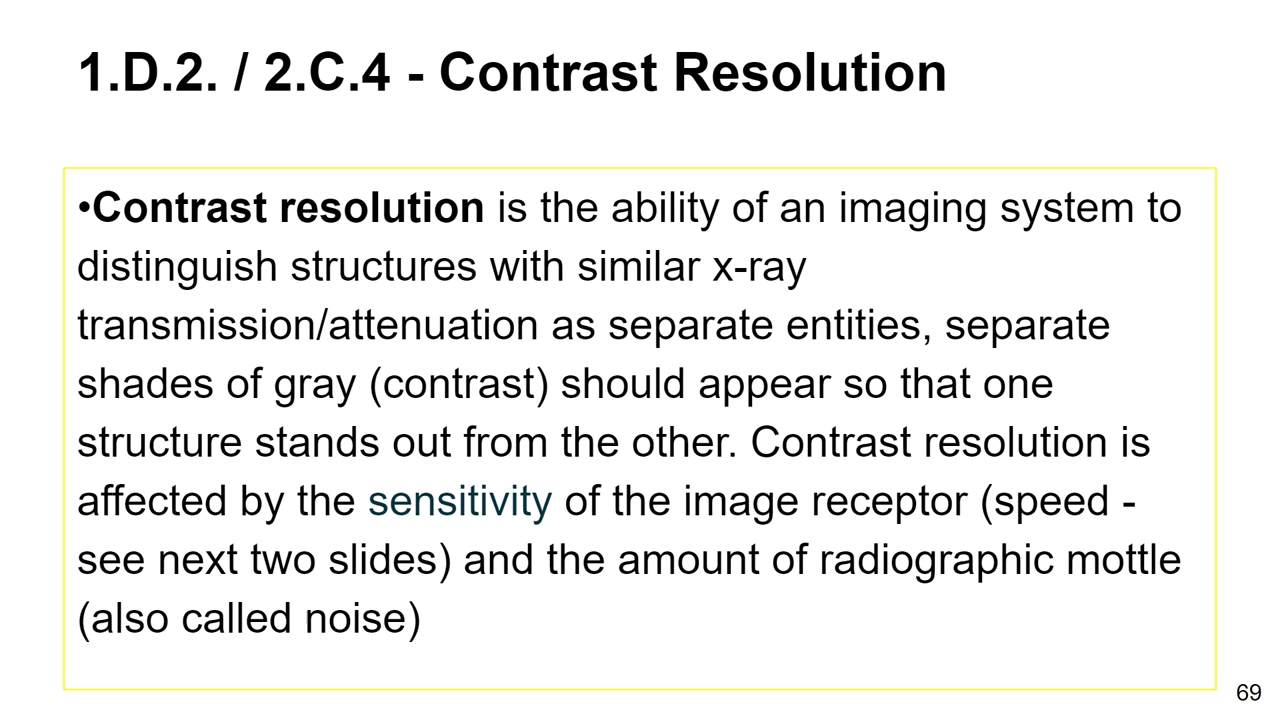 1.D.2. / 2.C.4 - Contrast Resolution
•Contrast resolution is the ability of an imaging system to
distinguish structures with similar x-ray
transmission/attenuation as separate entities, separate
shades of gray (contrast) should appear so that one
structure stands out from the other. Contrast resolution is
affected by the sensitivity of the image receptor (speed -
see next two slides) and the amount of radiographic mottle
(also called noise)
69